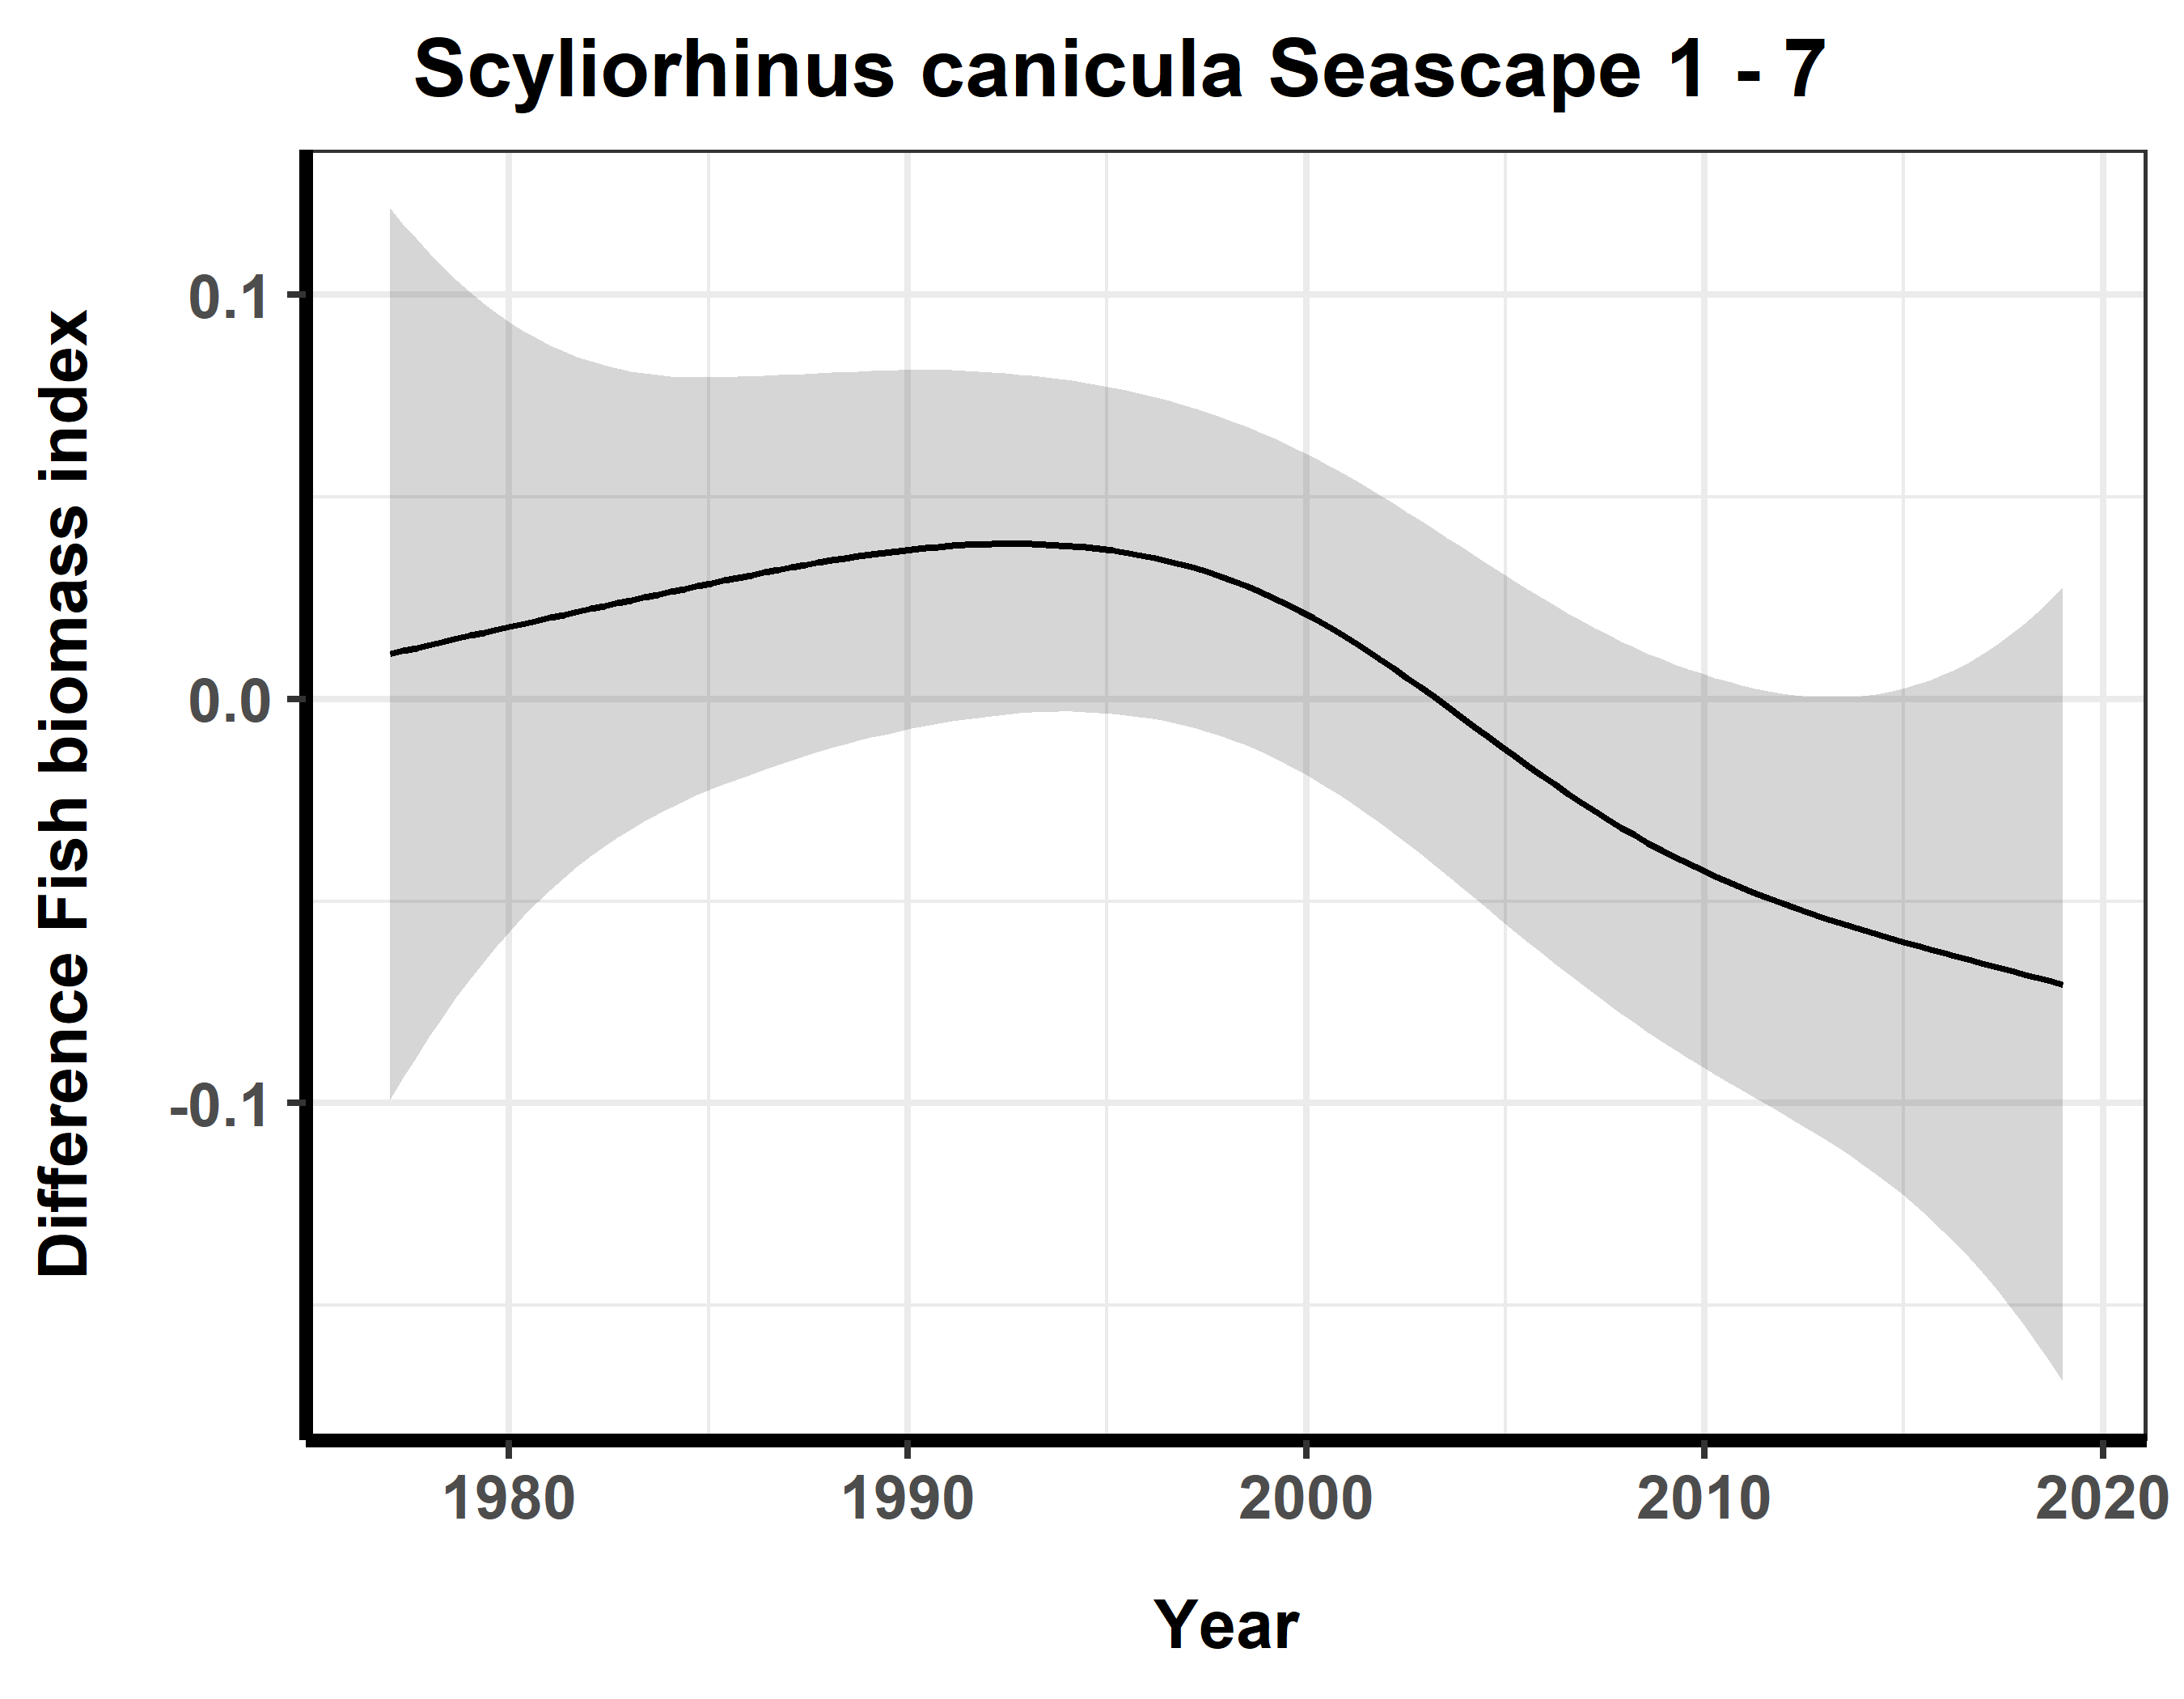 Scyliorhinus canicula Seascape 1 - 7
Difference Fish biomass index
0.1
0.0
-0.1
1980 1990 2000 2010 2020
Year